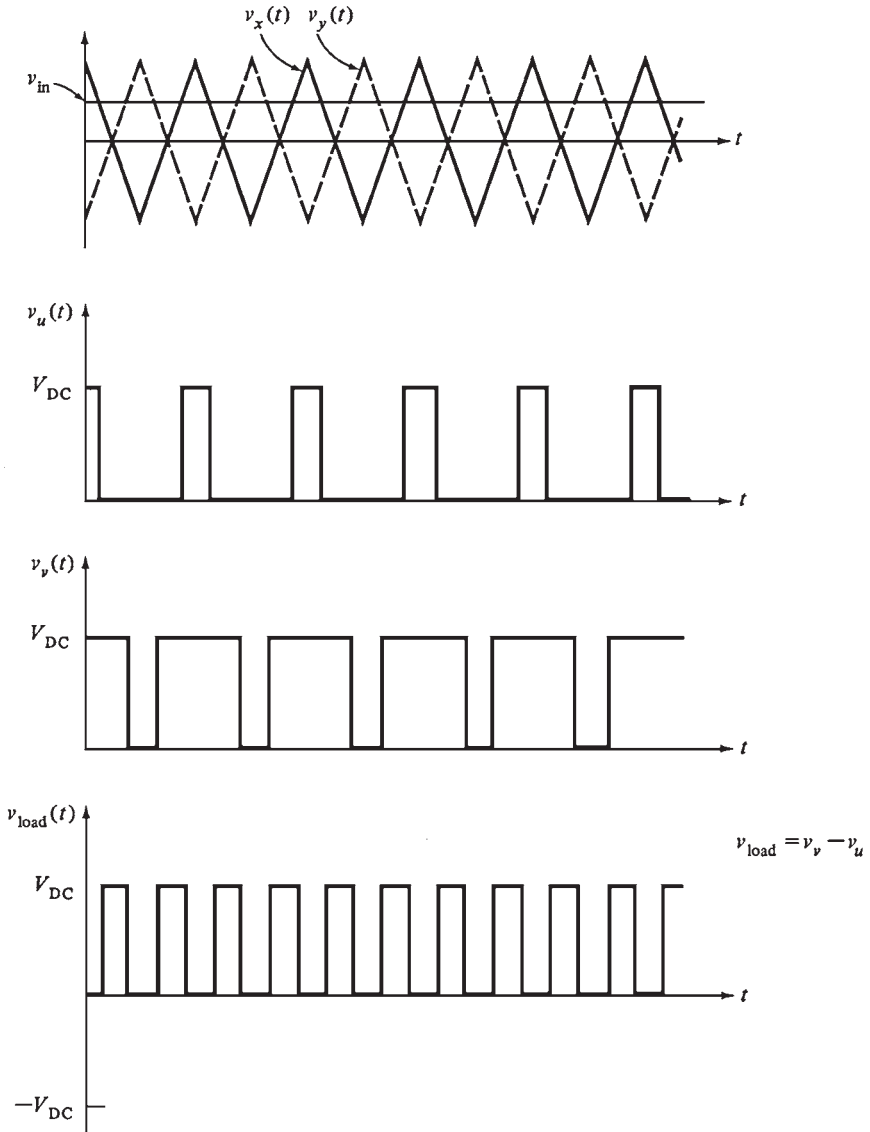 v_x(t) v_y(t)
v_in
t
v_u(t)
V_DC
t
v_v(t)
V_DC
t
v_load(t)
v_load = v_v − v_u
V_DC
t
−V_DC